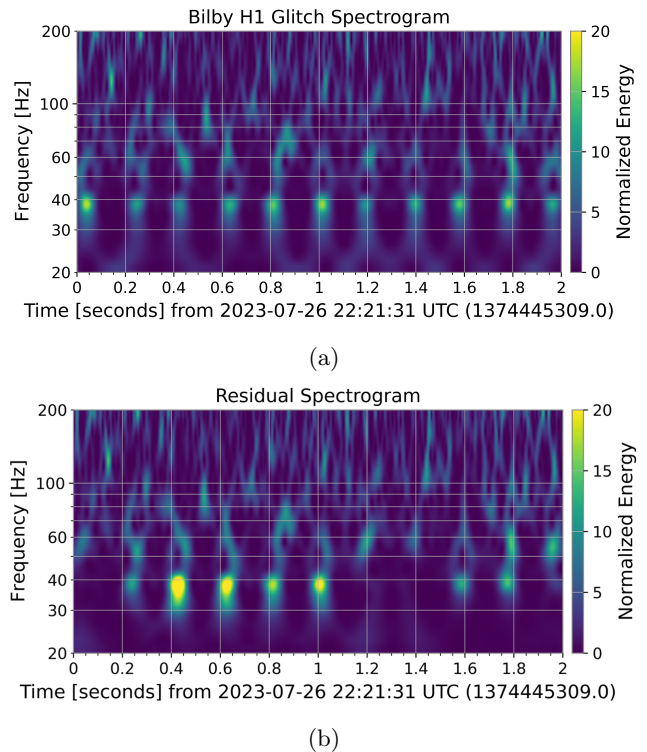 Bilby H1 Glitch Spectrogram
200
100
60
40
30
20
Frequency [Hz]
0 0.2 0.4 0.6 0.8 1 1.2 1.4 1.6 1.8 2
Time [seconds] from 2023-07-26 22:21:31 UTC (1374445309.0)
20
15
10
5
0
Normalized Energy
(a)
Residual Spectrogram
200
100
60
40
30
20
Frequency [Hz]
0 0.2 0.4 0.6 0.8 1 1.2 1.4 1.6 1.8 2
Time [seconds] from 2023-07-26 22:21:31 UTC (1374445309.0)
20
15
10
5
0
Normalized Energy
(b)